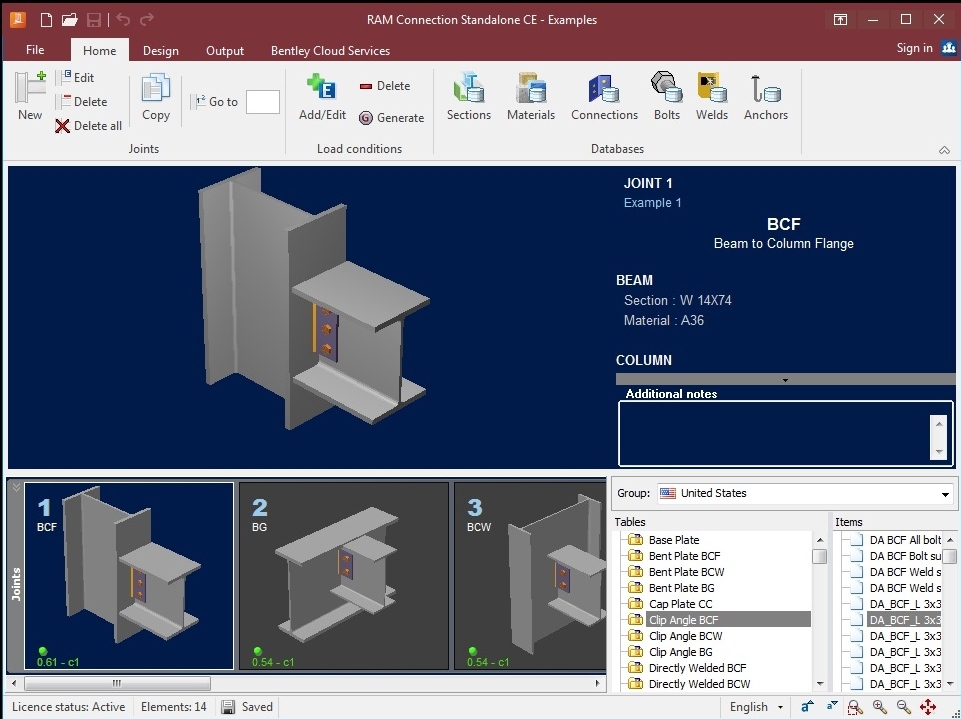 RAM Connection Standalone CE - Examples
File Home Design Output Bentley Cloud Services Sign in
New Edit Delete Delete all Copy Go to Add/Edit Delete Generate Sections Materials Connections Bolts Welds Anchors
Joints Load conditions Databases
JOINT 1
Example 1
BCF
Beam to Column Flange
BEAM
Section : W 14X74
Material : A36
COLUMN
Additional notes
Joints
1
BCF
0.61 - c1
2
BG
0.54 - c1
3
BCW
0.54 - c1
Group: United States
Tables
Base Plate
Bent Plate BCF
Bent Plate BCW
Bent Plate BG
Cap Plate CC
Clip Angle BCF
Clip Angle BCW
Clip Angle BG
Directly Welded BCF
Directly Welded BCW
Items
DA BCF All bolt
DA BCF Bolt su
DA BCF Weld s
DA BCF Weld s
DA_BCF_L 3x3
DA_BCF_L 3x3
DA_BCF_L 3x3
DA_BCF_L 3x3
DA_BCF_L 3x3
DA_BCF_L 3x3
Licence status: Active Elements: 14 Saved English